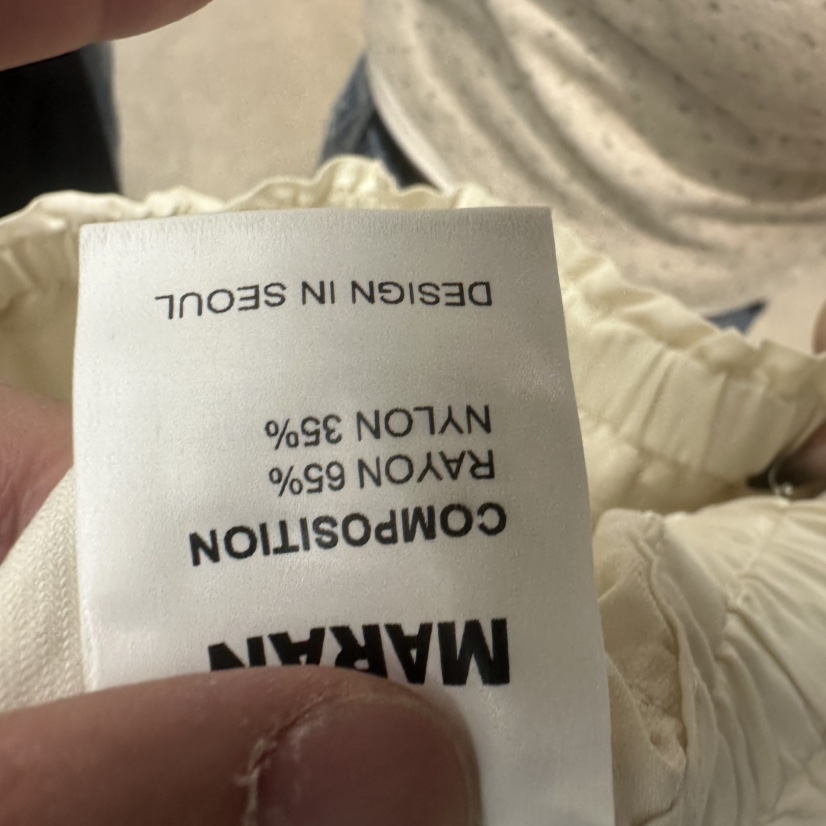 MARAN
COMPOSITION
RAYON 65%
NYLON 35%
DESIGN IN SEOUL